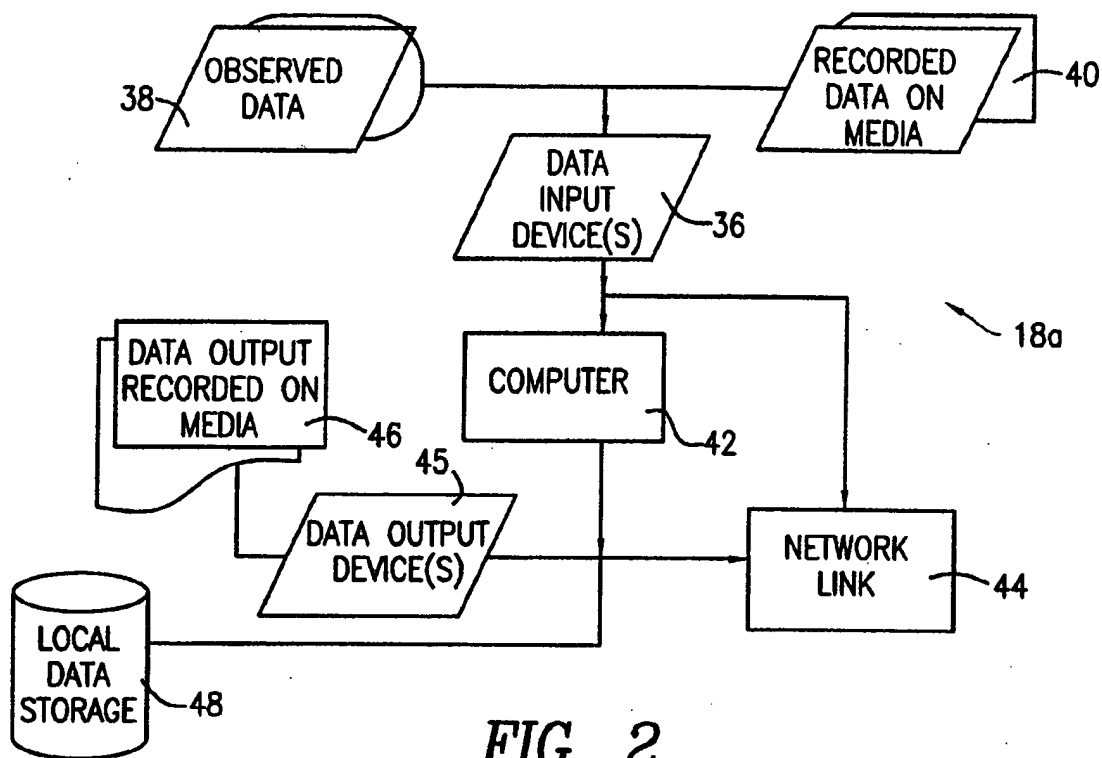 OBSERVED
DATA
38
RECORDED
DATA ON
MEDIA
40
DATA
INPUT
DEVICE(S)
36
18a
DATA OUTPUT
RECORDED ON
MEDIA
46
COMPUTER
42
45
DATA OUTPUT
DEVICE(S)
NETWORK
LINK
44
LOCAL
DATA
STORAGE
48
FIG. 2